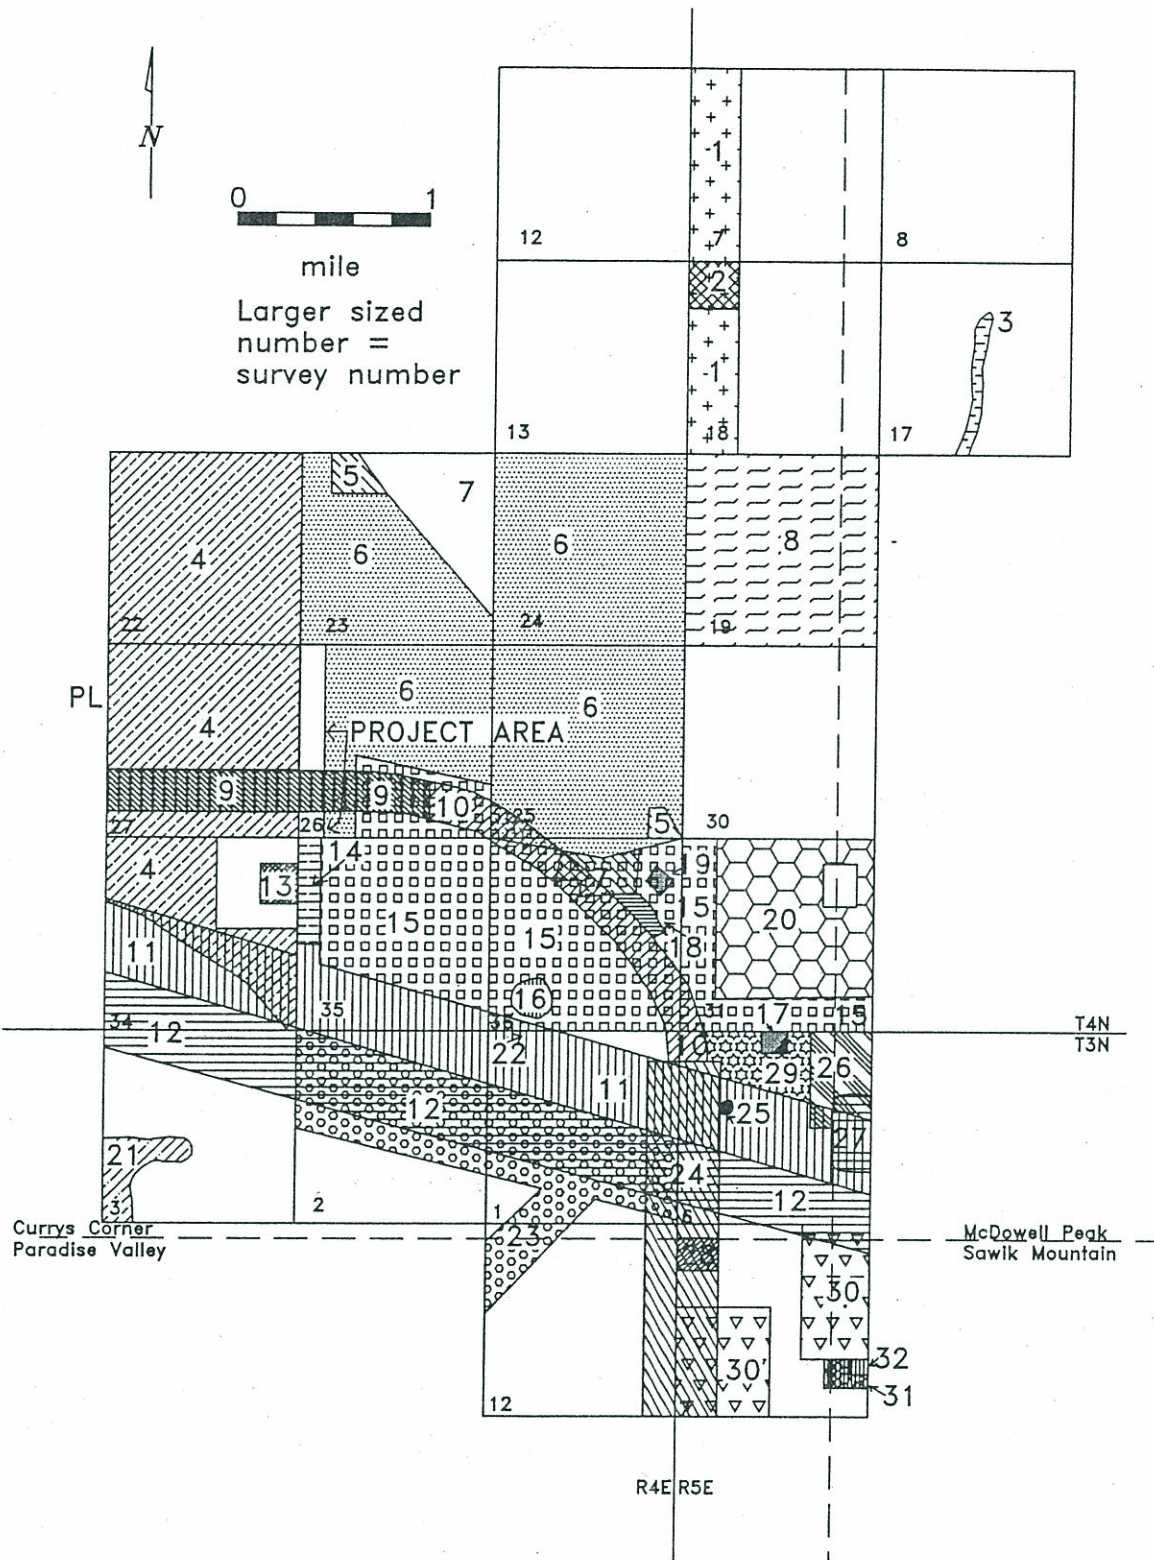 N
0 1
mile
Larger sized
number =
survey number
1
12 7 8
2
3
1
13 18 17
5 7
4 6 6 8
22 23 24 19
PL
6 6
4
PROJECT AREA
9 9 10
27 26 25 5 30
14
4 13 19
15 15 15 20
18
11
16
34 12 35 36 31 17 15
T4N
T3N
22 10 29 26
11
12 25 27
21 24
12
3 2 1 6
23
Currys Corner
Paradise Valley
McDowell Peak
Sawik Mountain
30
30
32
31
12 7
R4E R5E